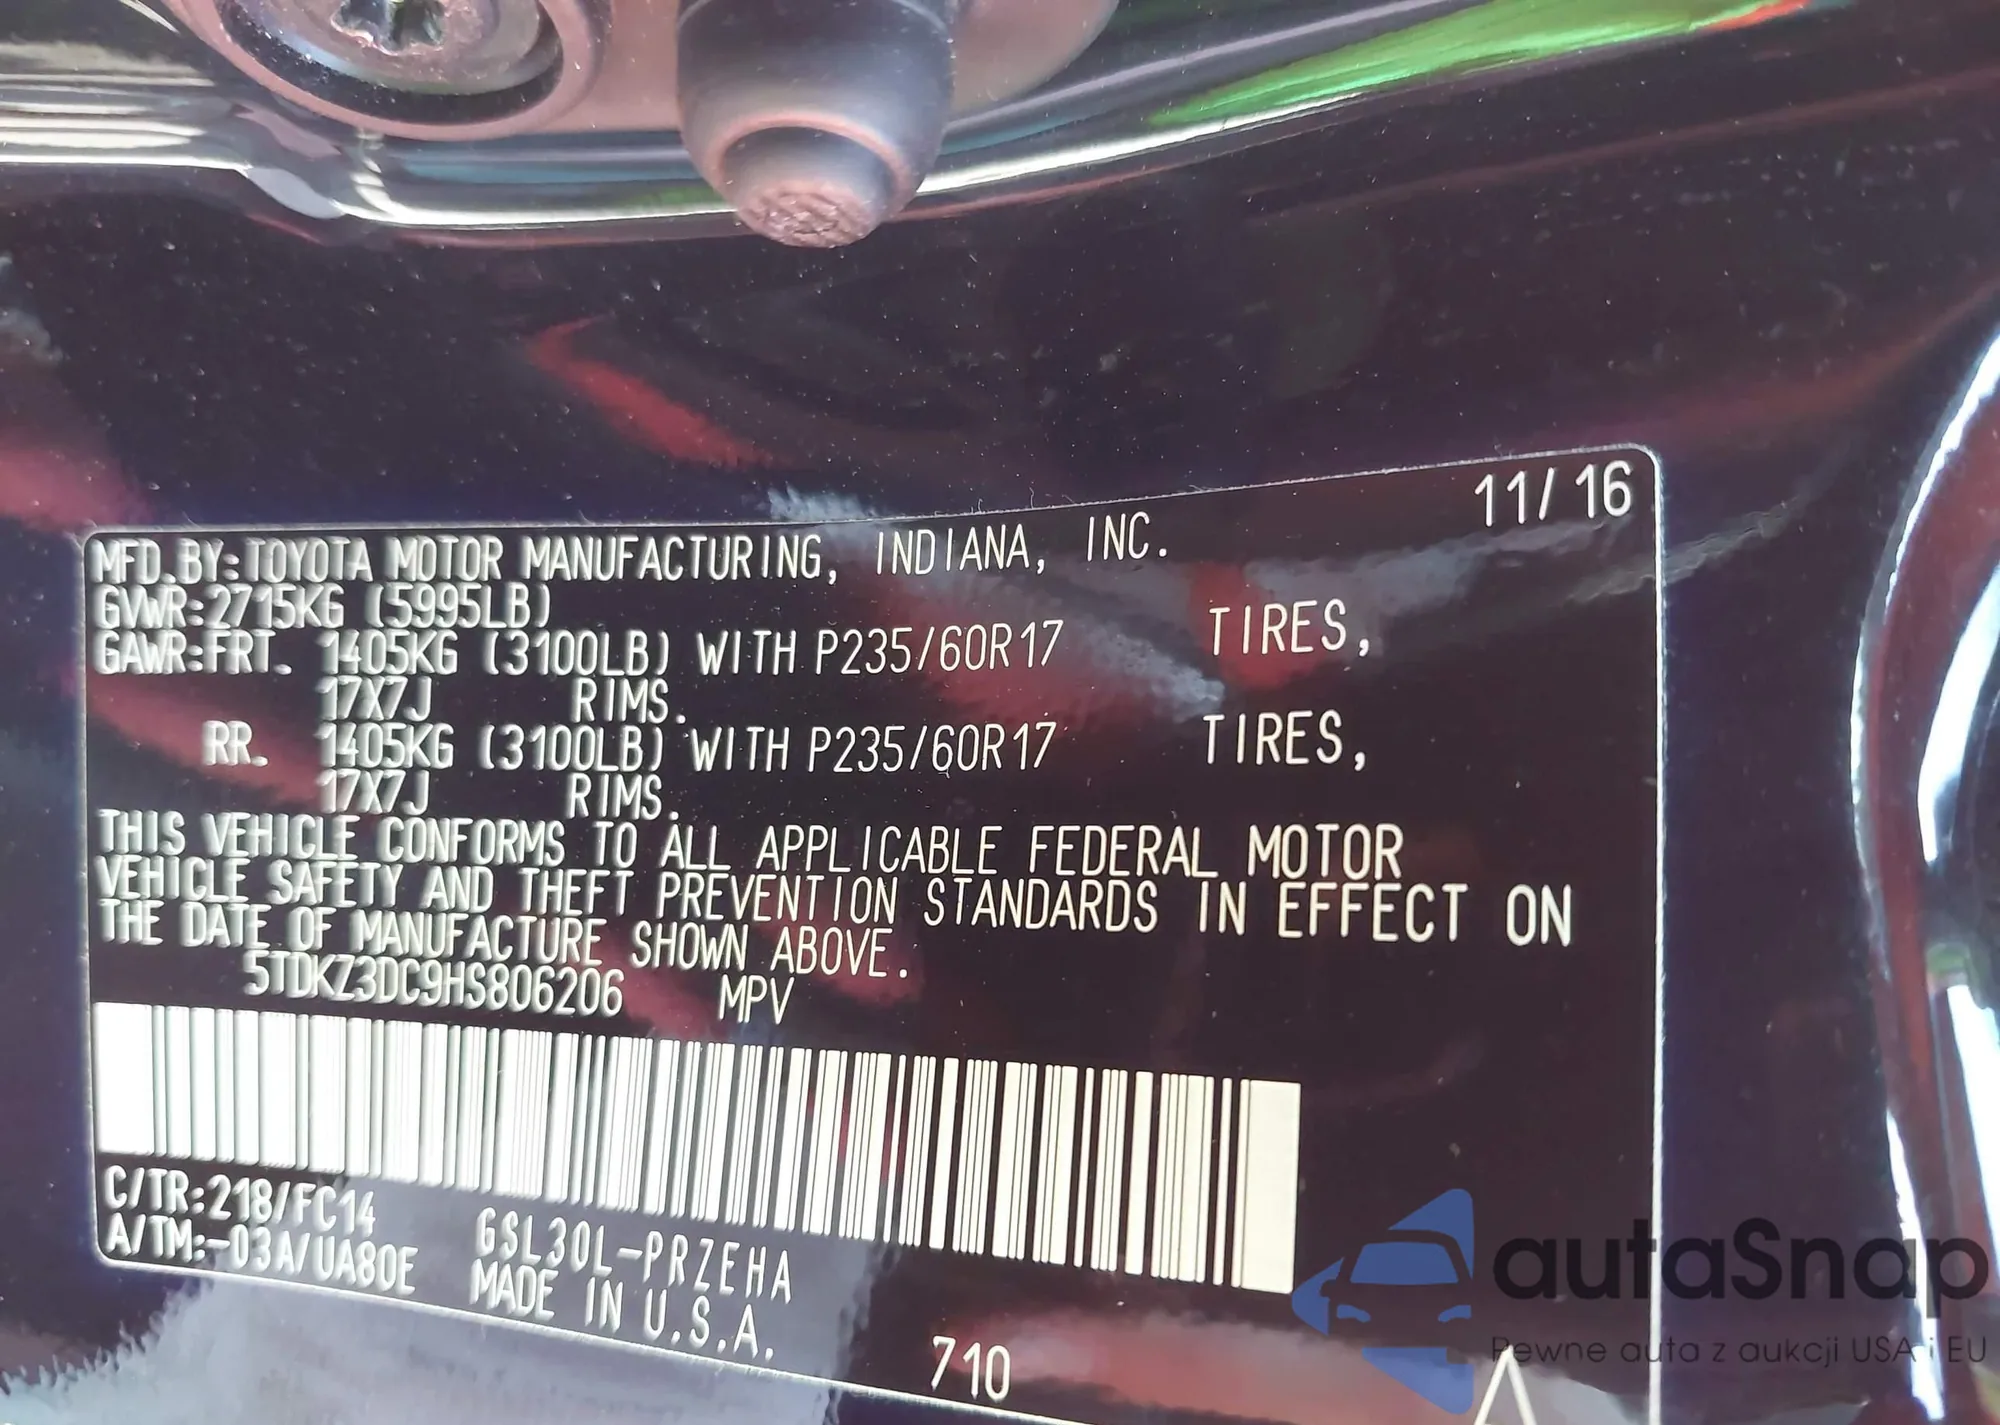 11/16
MFD.BY:TOYOTA MOTOR MANUFACTURING, INDIANA, INC.
GVWR:2715KG (5995LB)
GAWR:FRT. 1405KG (3100LB) WITH P235/60R17 TIRES,
17X7J RIMS.
RR. 1405KG (3100LB) WITH P235/60R17 TIRES,
17X7J RIMS.
THIS VEHICLE CONFORMS TO ALL APPLICABLE FEDERAL MOTOR
VEHICLE SAFETY AND THEFT PREVENTION STANDARDS IN EFFECT ON
THE DATE OF MANUFACTURE SHOWN ABOVE.
5TDKZ3DC9HS806206 MPV
C/TR:218/FC14 GSL30L-PRZEHA
A/TM:-03A/UA80E MADE IN U.S.A.
710
autaSnap
Pewne auta z aukcji USA i EU